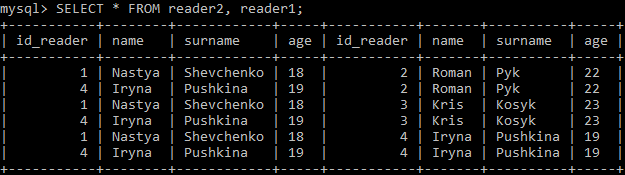 mysql> SELECT * FROM reader2, reader1;
+-----------+--------+------------+-----+-----------+-------+----------+-----+
| id_reader | name | surname | age | id_reader | name | surname | age |
+-----------+--------+------------+-----+-----------+-------+----------+-----+
| 1 | Nastya | Shevchenko | 18 | 2 | Roman | Pyk | 22 |
| 4 | Iryna | Pushkina | 19 | 2 | Roman | Pyk | 22 |
| 1 | Nastya | Shevchenko | 18 | 3 | Kris | Kosyk | 23 |
| 4 | Iryna | Pushkina | 19 | 3 | Kris | Kosyk | 23 |
| 1 | Nastya | Shevchenko | 18 | 4 | Iryna | Pushkina | 19 |
| 4 | Iryna | Pushkina | 19 | 4 | Iryna | Pushkina | 19 |
+-----------+--------+------------+-----+-----------+-------+----------+-----+